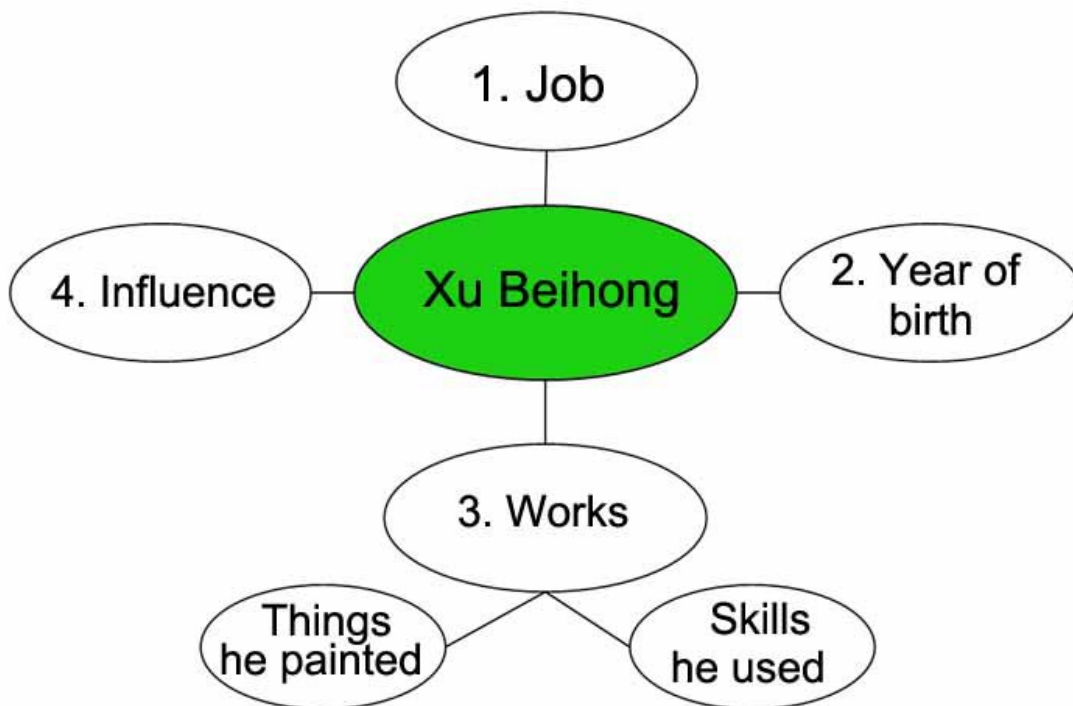 1. Job
Xu Beihong
4. Influence
2. Year of
birth
3. Works
Things
he painted
Skills
he used